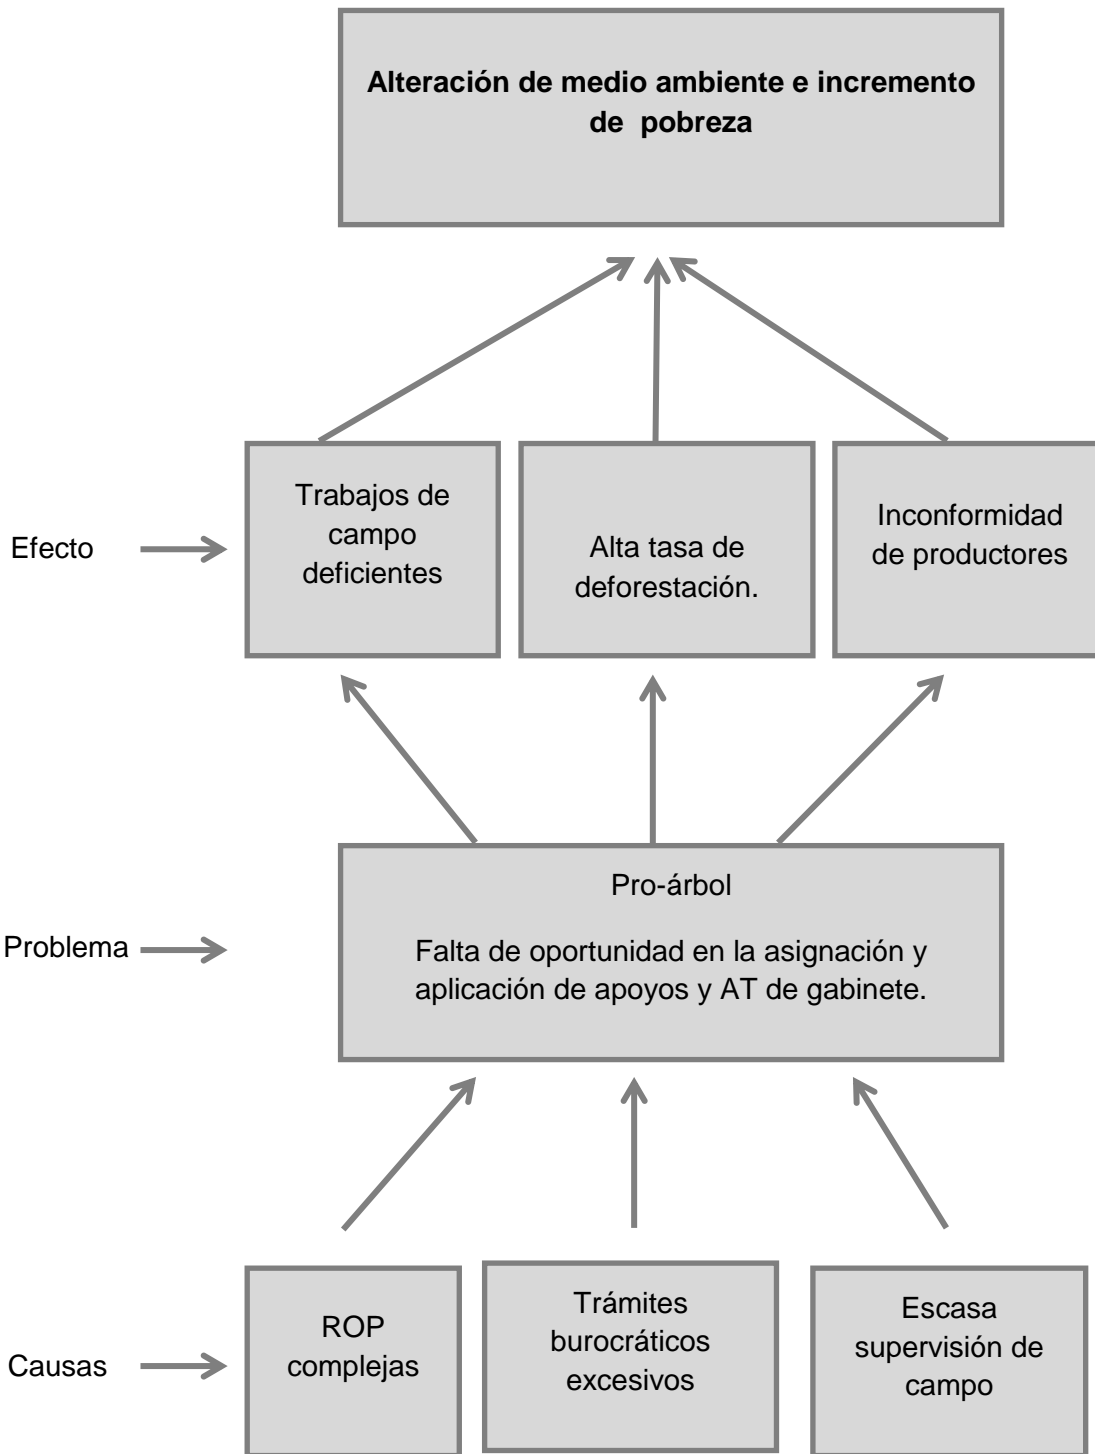 Alteración de medio ambiente e incremento
de pobreza
Efecto
Trabajos de
campo
deficientes
Alta tasa de
deforestación.
Inconformidad
de productores
Problema
Pro-árbol
Falta de oportunidad en la asignación y
aplicación de apoyos y AT de gabinete.
Causas
ROP
complejas
Trámites
burocráticos
excesivos
Escasa
supervisión de
campo